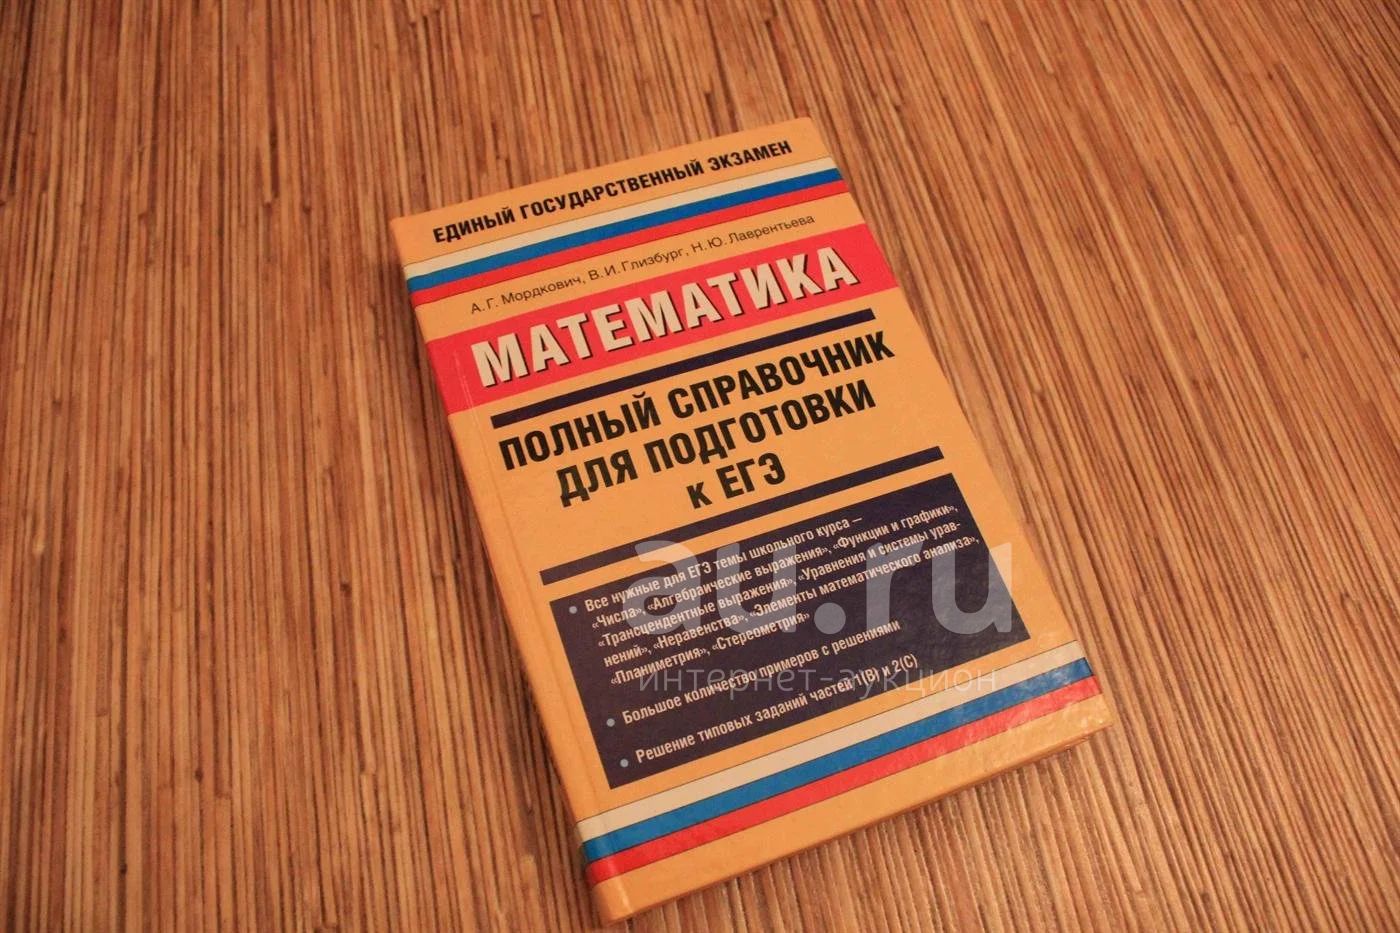 ЕДИНЫЙ ГОСУДАРСТВЕННЫЙ ЭКЗАМЕН
А. Г. Мордкович, В. И. Глизбург, Н. Ю. Лаврентьева
МАТЕМАТИКА
ПОЛНЫЙ СПРАВОЧНИК
ДЛЯ ПОДГОТОВКИ
К ЕГЭ
• Все нужные для ЕГЭ темы школьного курса —
«Числа», «Алгебраические выражения», «Функции и графики»,
«Трансцендентные выражения», «Уравнения и системы урав-
нений», «Неравенства», «Элементы математического анализа»,
«Планиметрия», «Стереометрия»
• Большое количество примеров с решениями
• Решение типовых заданий частей 1(В) и 2(С)
au.ru
интернет-аукцион